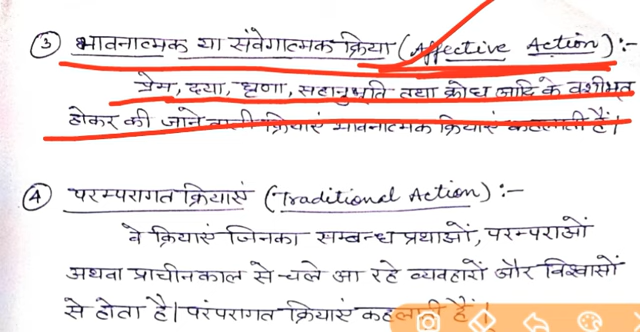 ③ भावनात्मक या संवेगात्मक क्रिया (Affective Action) :-
प्रेम, दया, घृणा, सहानुभूति तथा क्रोध आदि के वशीभूत
होकर की जाने वाली क्रियाएं भावनात्मक क्रियाएं कहलाती हैं।
④ परम्परागत क्रियाएं (Traditional Action) :-
वे क्रियाएं जिनका सम्बन्ध प्रथाओं, परम्पराओं
अथवा प्राचीनकाल से चले आ रहे व्यवहारों और विश्वासों
से होता है। परंपरागत क्रियाएं कहलाती हैं।